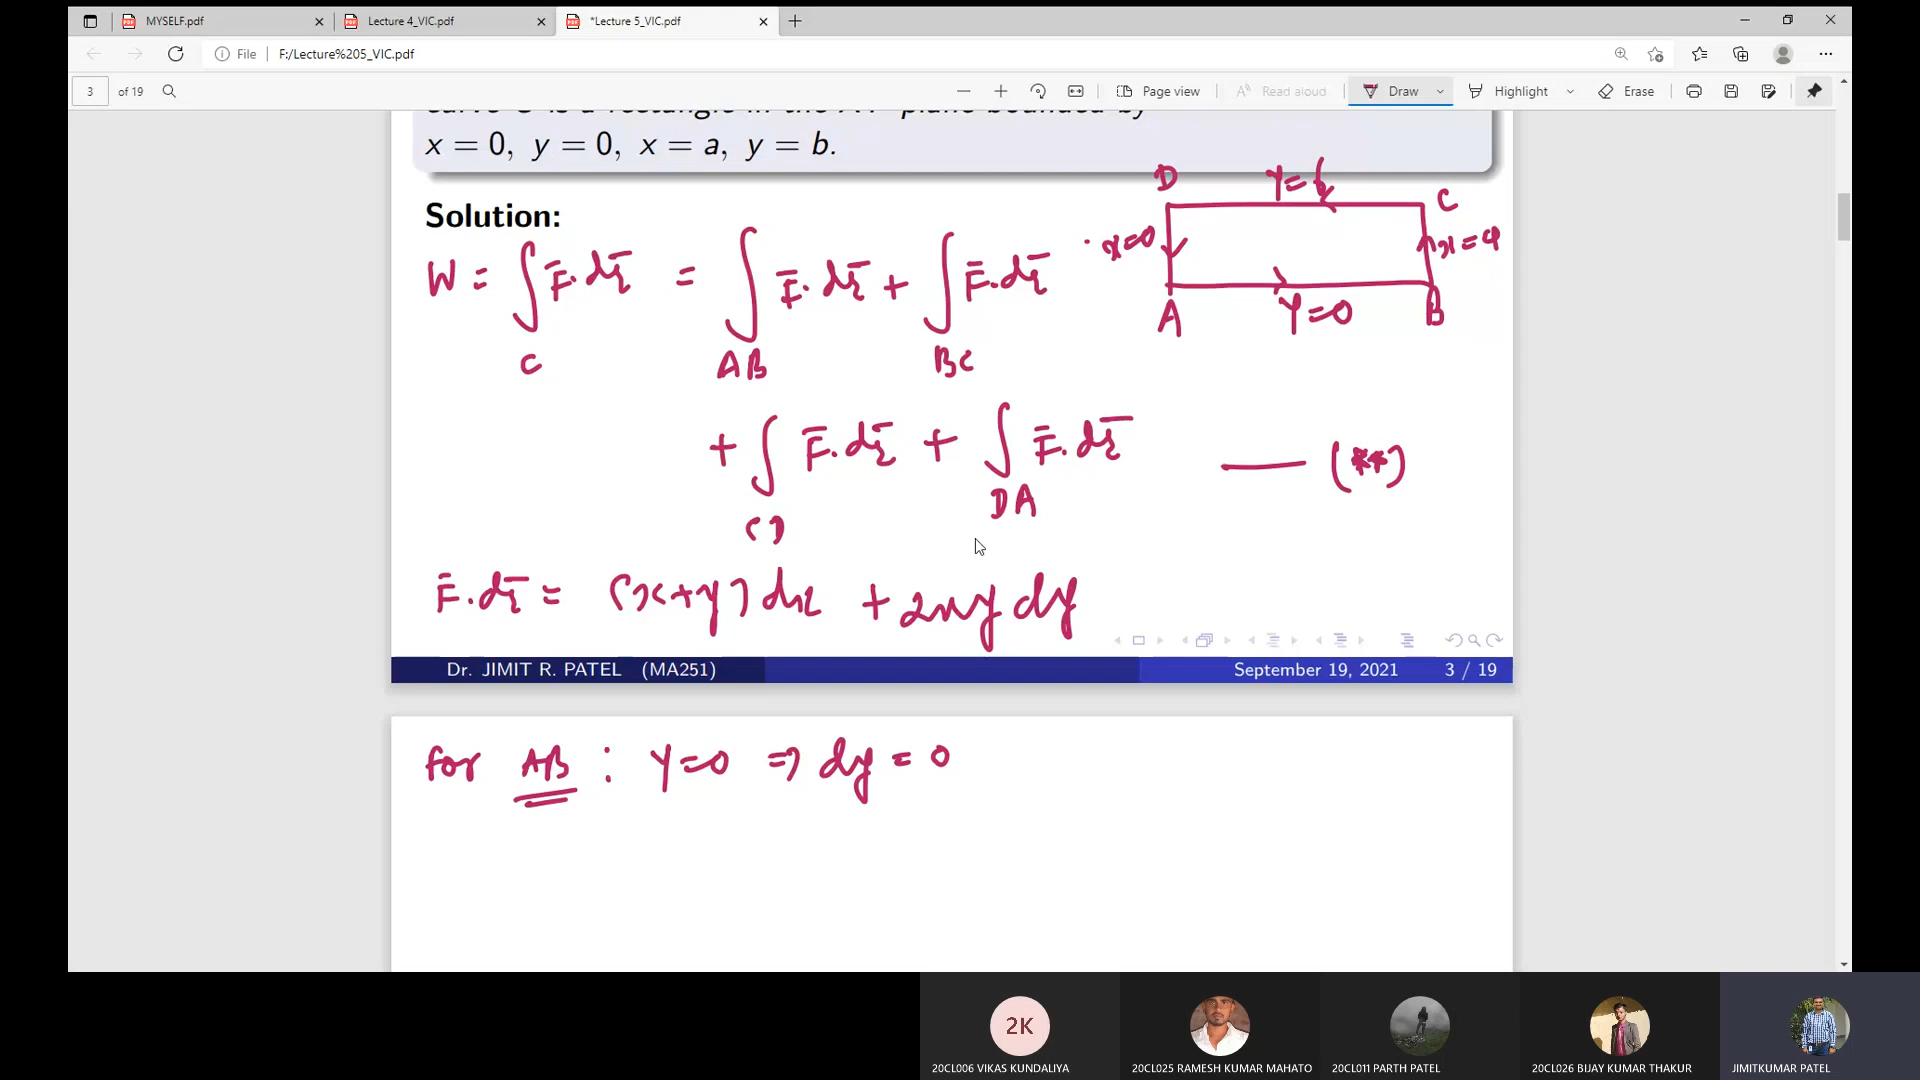 MYSELF.pdf
Lecture 4_VIC.pdf
*Lecture 5_VIC.pdf
File F:/Lecture%205_VIC.pdf
3 of 19 Page view Read aloud Draw Highlight Erase
x = 0, y = 0, x = a, y = b.
Solution:
D Y=b C
x=0 x=a
A Y=0 B
W = ∫ F̄.dr̄ = ∫ F̄.dr̄ + ∫ F̄.dr̄
C AB BC
+ ∫ F̄.dr̄ + ∫ F̄.dr̄ —— (**)
CD DA
F̄.dr̄ = (x+y) dx + 2xy dy
Dr. JIMIT R. PATEL (MA251) September 19, 2021 3 / 19
for AB : Y=0 ⇒ dy = 0
2K
20CL006 VIKAS KUNDALIYA
20CL025 RAMESH KUMAR MAHATO
20CL011 PARTH PATEL
20CL026 BIJAY KUMAR THAKUR
JIMITKUMAR PATEL